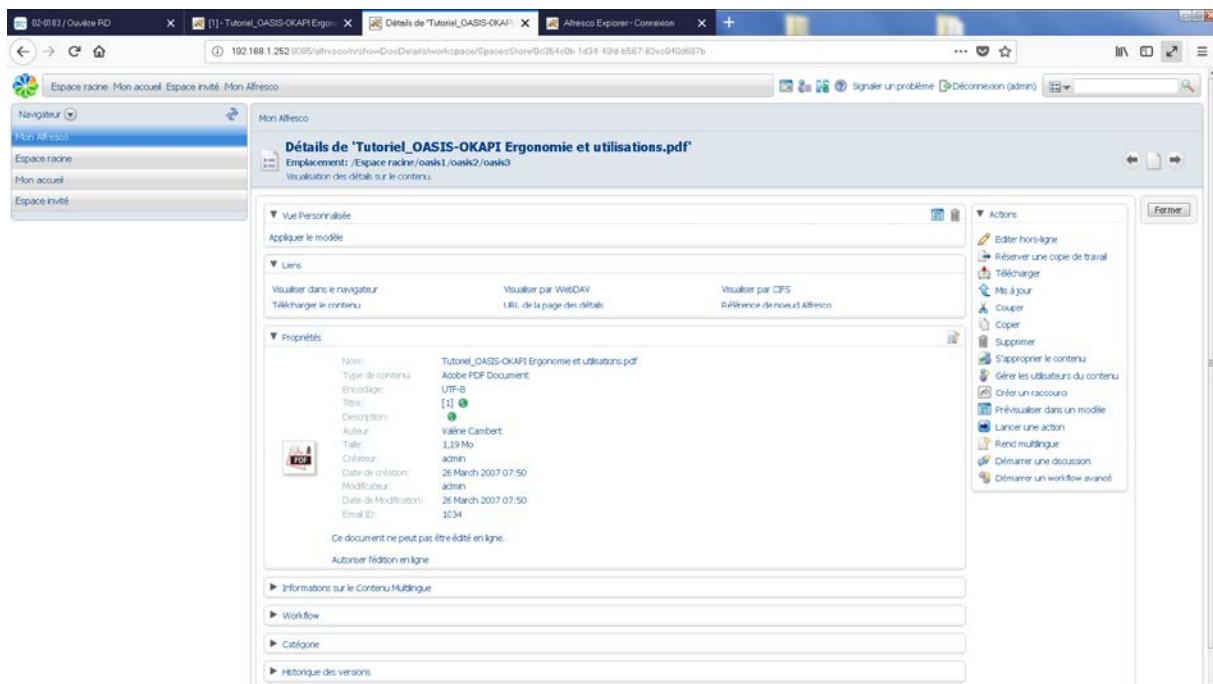 02-0183 / Ouvère RD
[1] - Tutoriel_OASIS-OKAPI Ergon
Détails de 'Tutoriel_OASIS-OKAPI
Alfresco Explorer - Connexion
Espace racine Mon accueil Espace invité Mon Alfresco
Signaler un problème Déconnexion (admin)
Navigateur
Mon Alfresco
Espace racine
Mon accueil
Espace invité
Mon Alfresco
Détails de 'Tutoriel_OASIS-OKAPI Ergonomie et utilisations.pdf'
Emplacement: /Espace racine/oasis1/oasis2/oasis3
Visualisation des détails sur le contenu.
Fermer
Vue Personnalisée
Appliquer le modèle
Liens
Visualiser dans le navigateur Visualiser par WebDAV Visualiser par CIFS
Télécharger le contenu URL de la page des détails Référence de noeud Alfresco
Propriétés
Nom: Tutoriel_OASIS-OKAPI Ergonomie et utilisations.pdf
Type de contenu: Adobe PDF Document
Encodage: UTF-8
Titre: [1]
Description:
Auteur: Valérie Cambert
Taille: 1,19 Mo
Créateur: admin
Date de création: 26 March 2007 07:50
Modificateur: admin
Date de Modification: 26 March 2007 07:50
Email ID: 1034
PDF
Ce document ne peut pas être édité en ligne.
Autoriser l'édition en ligne
Informations sur le Contenu Multilingue
Workflow
Catégorie
Historique des versions
Actions
Editer hors-ligne
Réserver une copie de travail
Télécharger
Mis à jour
Couper
Copier
Supprimer
S'approprier le contenu
Gérer les utilisateurs du contenu
Créer un raccourci
Prévisualiser dans un modèle
Lancer une action
Rend multilingue
Démarrer une discussion
Démarrer un workflow avancé